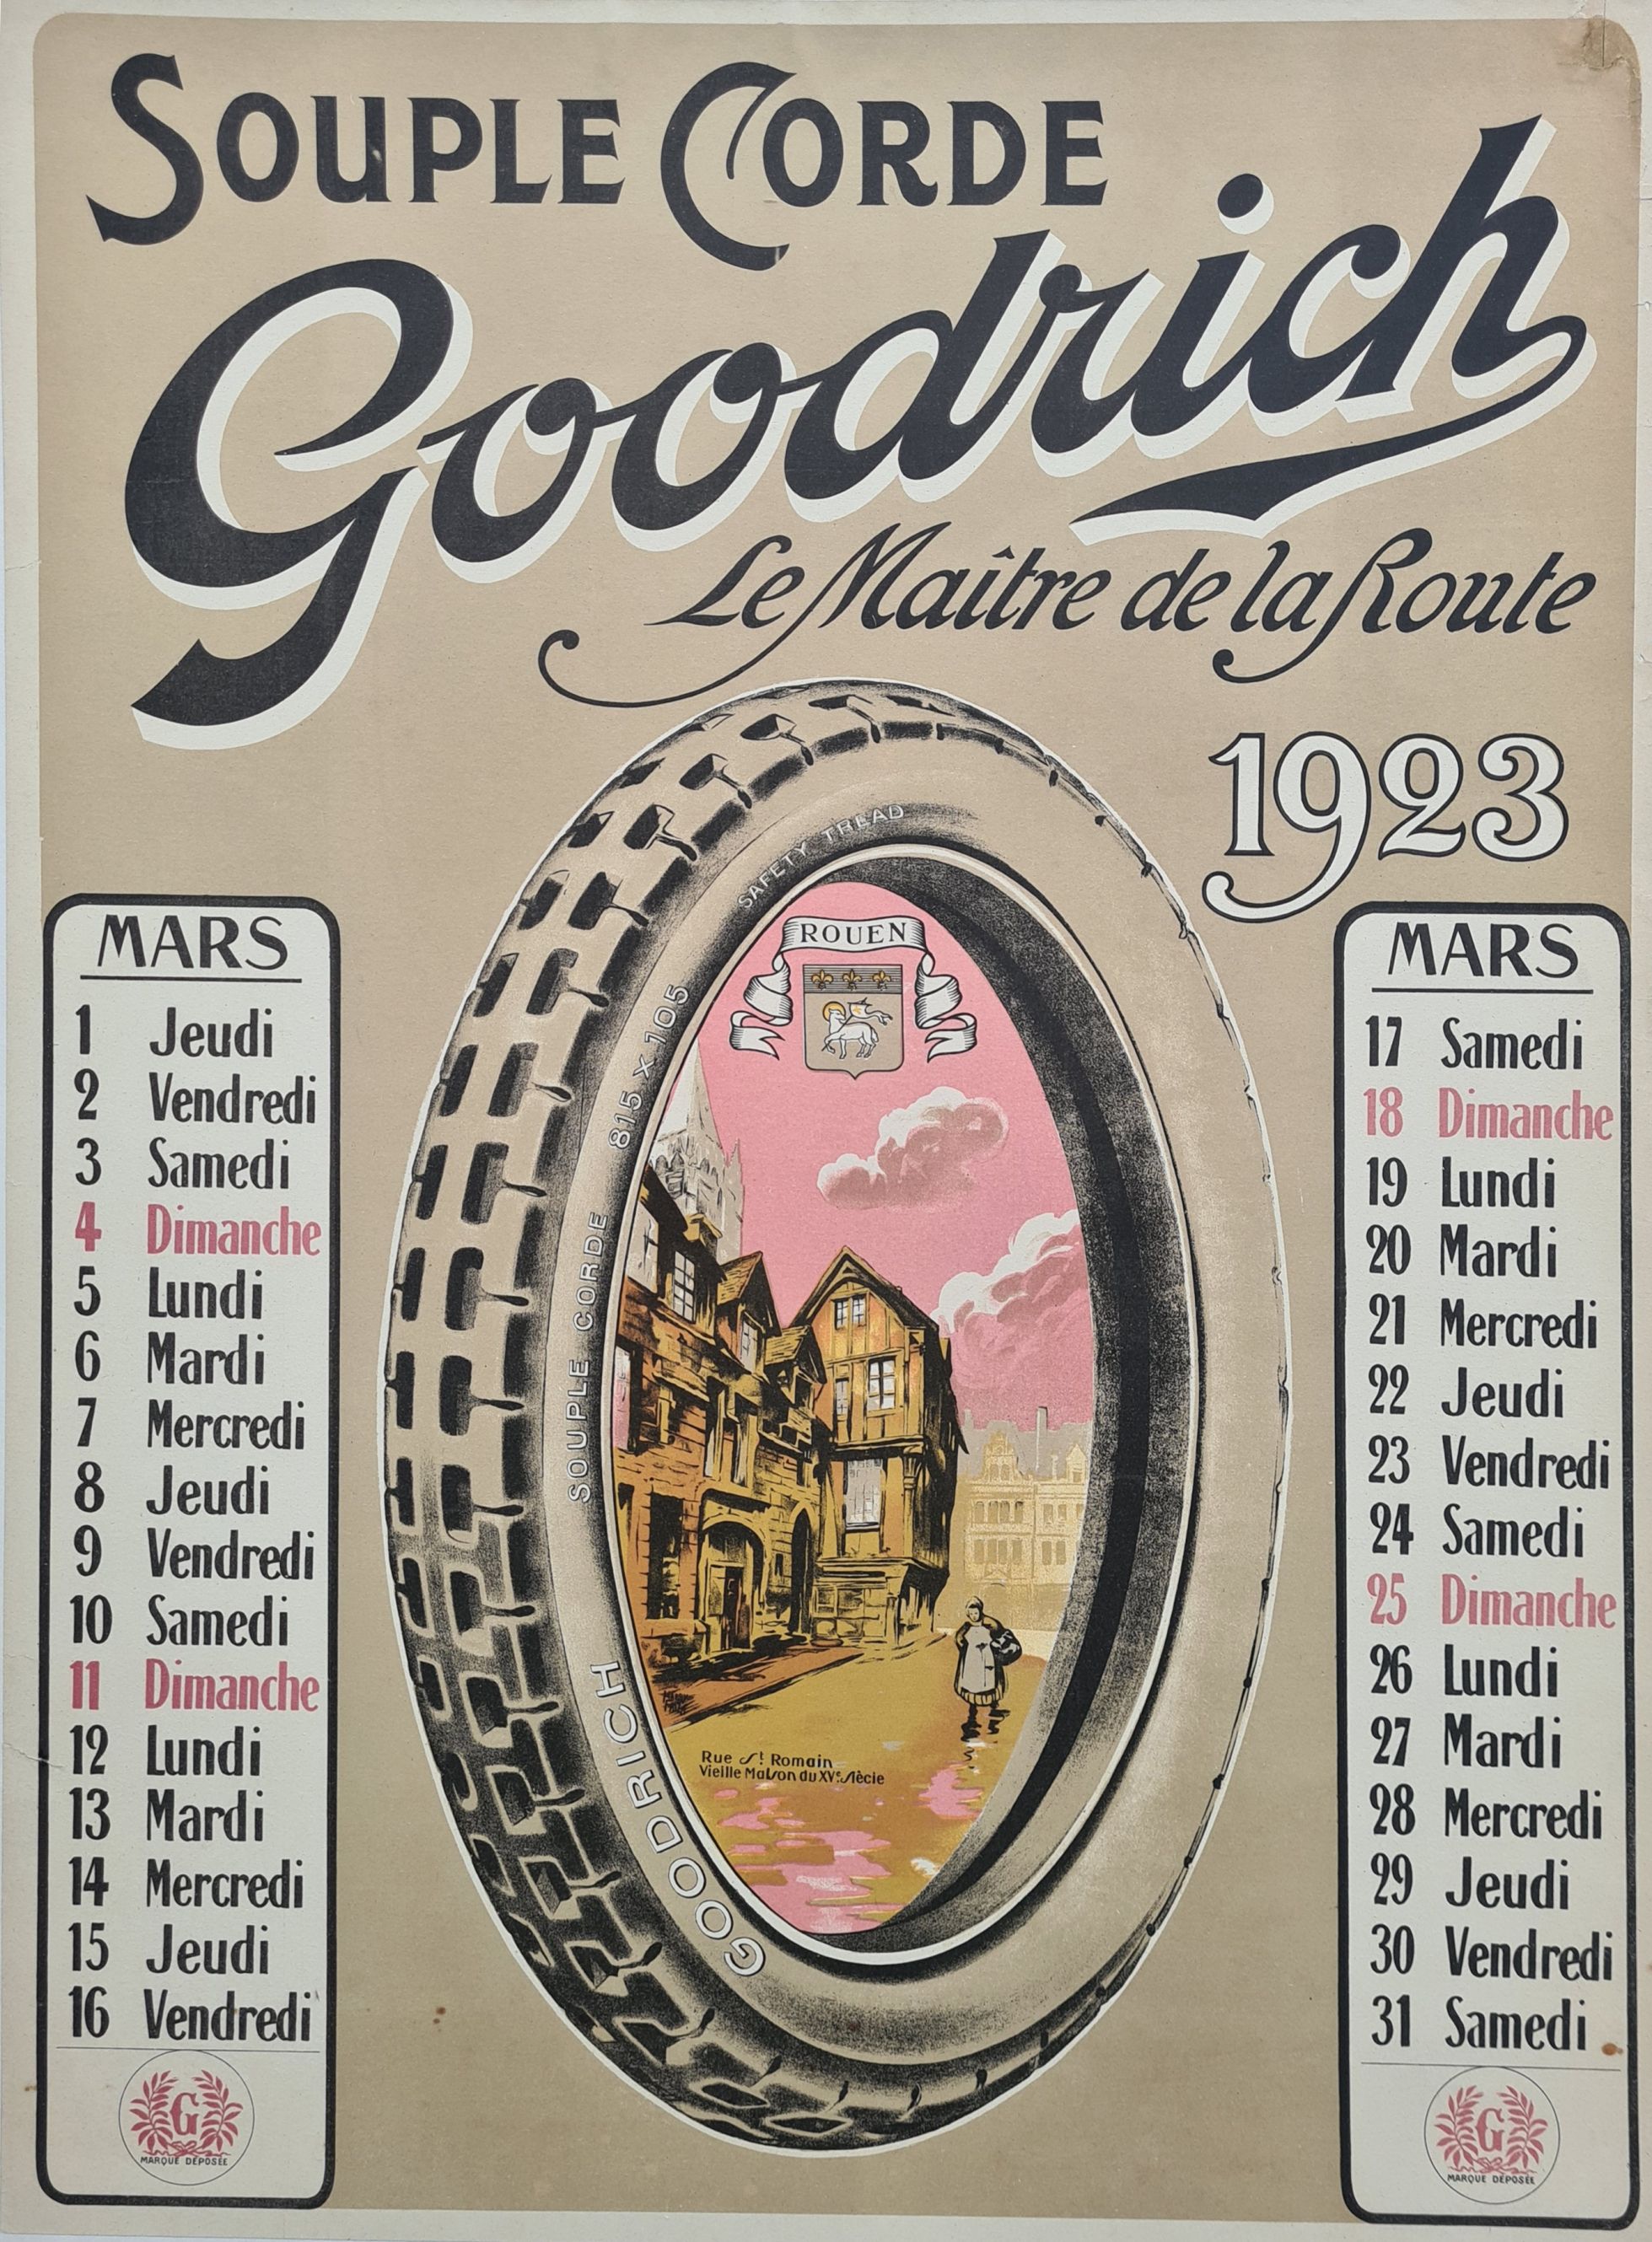 SOUPLE CORDE
Goodrich
Le Maître de la Route
1923
MARS
1 Jeudi
2 Vendredi
3 Samedi
4 Dimanche
5 Lundi
6 Mardi
7 Mercredi
8 Jeudi
9 Vendredi
10 Samedi
11 Dimanche
12 Lundi
13 Mardi
14 Mercredi
15 Jeudi
16 Vendredi
G
MARQUE DÉPOSÉE
SAFETY TREAD
815 X 105
SOUPLE CORDE
GOODRICH
ROUEN
Rue St Romain
Vieille Maison du XVe Siècle
MARS
17 Samedi
18 Dimanche
19 Lundi
20 Mardi
21 Mercredi
22 Jeudi
23 Vendredi
24 Samedi
25 Dimanche
26 Lundi
27 Mardi
28 Mercredi
29 Jeudi
30 Vendredi
31 Samedi
G
MARQUE DÉPOSÉE